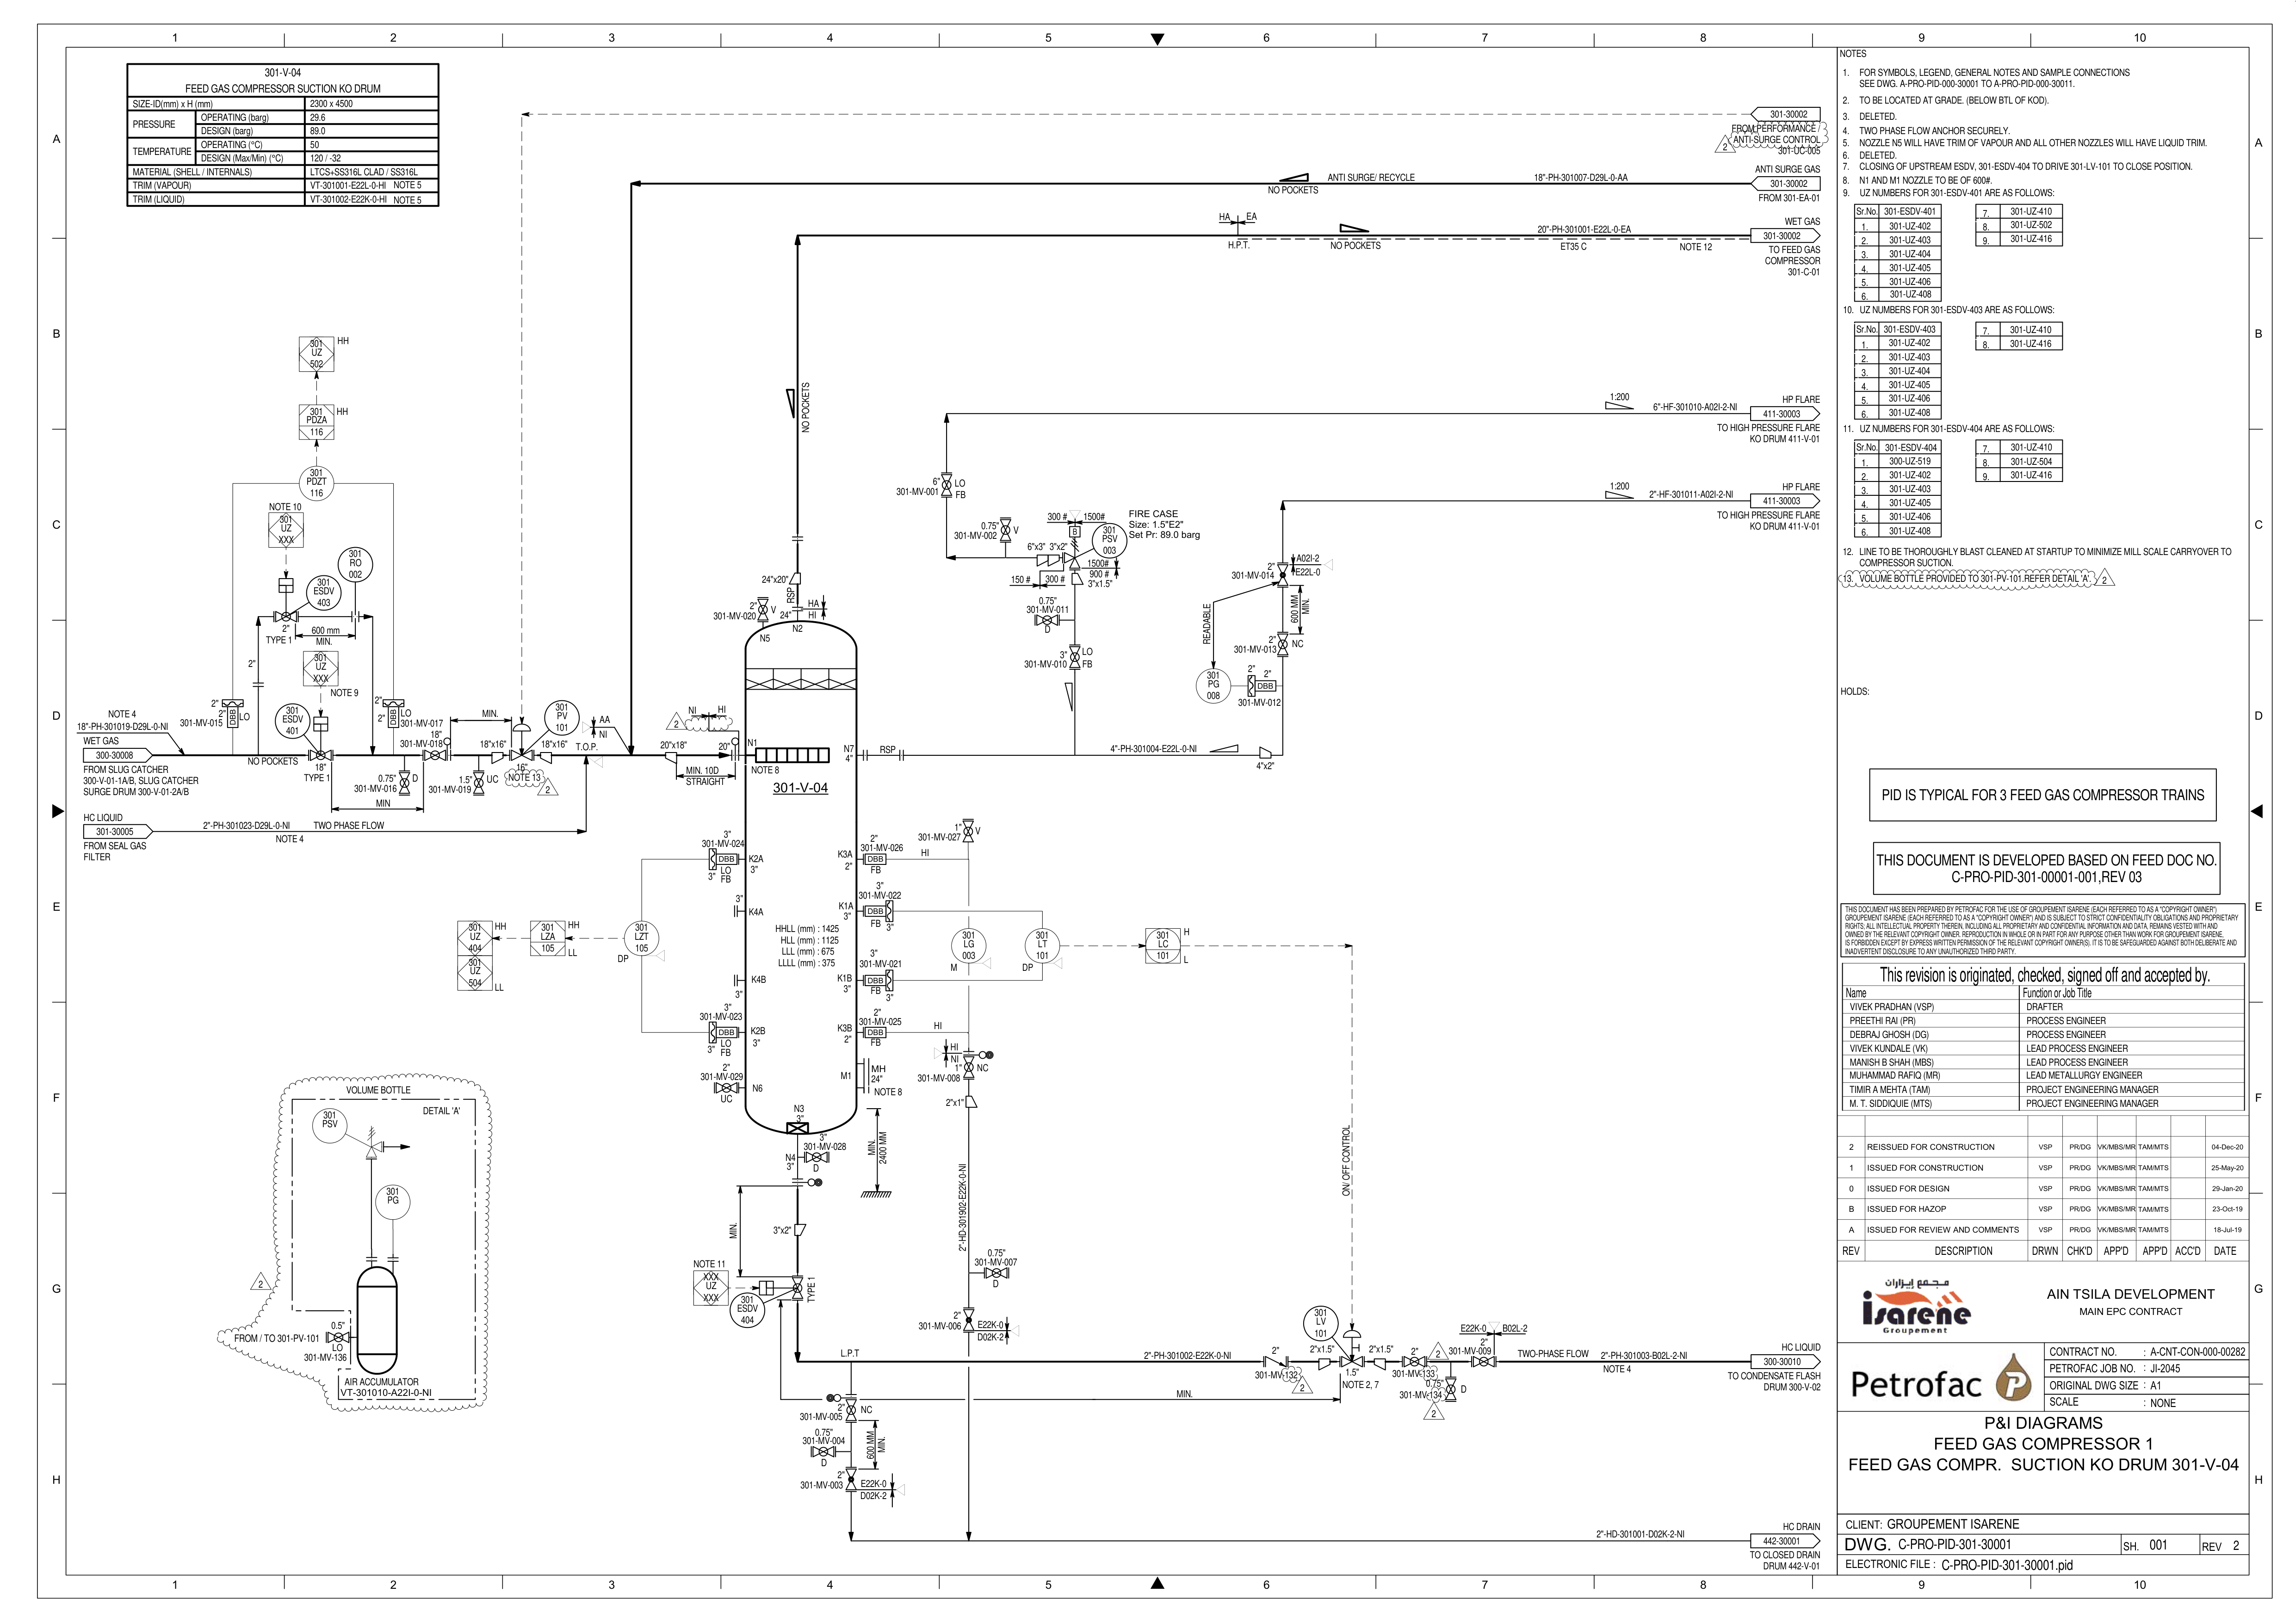 1 2 3 4 5 6 7 8 9 10
A
B
C
D
E
F
G
H
301-V-04
FEED GAS COMPRESSOR SUCTION KO DRUM
SIZE-ID(mm) x H (mm) 2300 x 4500
PRESSURE OPERATING (barg) 29.6
DESIGN (barg) 89.0
TEMPERATURE OPERATING (°C) 50
DESIGN (Max/Min) (°C) 120 / -32
MATERIAL (SHELL / INTERNALS) LTCS+SS316L CLAD / SS316L
TRIM (VAPOUR) VT-301001-E22L-0-HI NOTE 5
TRIM (LIQUID) VT-301002-E22K-0-HI NOTE 5
301-30002
FROM PERFORMANCE /
ANTI-SURGE CONTROL
301-UC-005
2
ANTI SURGE GAS
301-30002
FROM 301-EA-01
ANTI SURGE/ RECYCLE
18"-PH-301007-D29L-0-AA
NO POCKETS
WET GAS
301-30002
TO FEED GAS
COMPRESSOR
301-C-01
HA EA
H.P.T.
NO POCKETS
20"-PH-301001-E22L-0-EA
ET35 C
NOTE 12
HP FLARE
411-30003
TO HIGH PRESSURE FLARE
KO DRUM 411-V-01
1:200
6"-HF-301010-A02I-2-NI
HP FLARE
411-30003
TO HIGH PRESSURE FLARE
KO DRUM 411-V-01
1:200
2"-HF-301011-A02I-2-NI
301 UZ 502 HH
301 PDZA 116 HH
301 PDZT 116
NOTE 10
301 UZ XXX
301 RO 002
301 ESDV 403
2"
TYPE 1
600 mm
MIN.
301 UZ XXX
NOTE 9
2"
2"
2"
DBB
LO
301-MV-015
301 ESDV 401
2"
2"
DBB
LO
301-MV-017
18"
301-MV-018
MIN.
NOTE 4
18"-PH-301019-D29L-0-NI
WET GAS
300-30008
FROM SLUG CATCHER
300-V-01-1A/B, SLUG CATCHER
SURGE DRUM 300-V-01-2A/B
NO POCKETS
18"
TYPE 1
0.75"
301-MV-016
D
MIN
1.5"
301-MV-019
UC
18"x16"
18"x16"
16"
NOTE 13
2
301 PV 101
AA
NI
T.O.P.
20"x18"
MIN. 10D
STRAIGHT
2
NI HI
20"
N1
NOTE 8
HC LIQUID
301-30005
FROM SEAL GAS
FILTER
2"-PH-301023-D29L-0-NI
TWO PHASE FLOW
NOTE 4
NO POCKETS
24"x20"
RSP
24"
HA
HI
N2
2"
301-MV-020
V
N5
301-V-04
N7
4"
RSP
4"-PH-301004-E22L-0-NI
4"x2"
6"
301-MV-001
LO
FB
0.75"
301-MV-002
V
6"x3" 3"x2"
300 # 1500#
B
301 PSV 003
FIRE CASE
Size: 1.5"E2"
Set Pr: 89.0 barg
150 # 300 #
1500#
900 #
3"x1.5"
0.75"
301-MV-011
D
3"
301-MV-010
LO
FB
2"
301-MV-014
A02I-2
E22L-0
600 MM
MIN.
READABLE
2"
301-MV-013
NC
301 PG 008
2"
2"
DBB
301-MV-012
3"
301-MV-024
DBB
LO
FB
3"
K2A
3"
3"
K4A
K4B
3"
3"
301-MV-023
DBB
LO
FB
3"
K2B
3"
2"
301-MV-029
UC
N6
301 UZ 404 HH
301 UZ 504 LL
301 LZA 105 HH LL
301 LZT 105
DP
HHLL (mm) : 1425
HLL (mm) : 1125
LLL (mm) : 675
LLLL (mm) : 375
K3A
2"
2"
301-MV-026
DBB
FB
HI
1"
301-MV-027
V
K1A
3"
3"
301-MV-022
DBB
FB
3"
K1B
3"
3"
301-MV-021
DBB
FB
3"
K3B
2"
2"
301-MV-025
DBB
FB
HI
301 LG 003
M
301 LT 101
DP
301 LC 101 H L
M1
MH
24"
NOTE 8
HI
NI
1"
301-MV-008
NC
2"x1"
MIN.
2400 MM
N3
3"
3"
301-MV-028
N4
3"
D
MIN.
3"x2"
NOTE 11
XXX UZ XXX
301 ESDV 404
TYPE 1
2"-HD-301902-E22K-0-NI
0.75"
301-MV-007
D
2"
301-MV-006
E22K-0
D02K-2
ON/ OFF CONTROL
L.P.T
2"-PH-301002-E22K-0-NI
2"
301-MV-132
2
301 LV 101
2"x1.5"
1.5"
2"x1.5"
NOTE 2, 7
2"
301-MV-133
2
0.75"
301-MV-134
D
2
2"
301-MV-009
E22K-0 B02L-2
TWO-PHASE FLOW
2"-PH-301003-B02L-2-NI
NOTE 4
HC LIQUID
300-30010
TO CONDENSATE FLASH
DRUM 300-V-02
MIN.
2"
301-MV-005
NC
0.75"
301-MV-004
D
600 MM
MIN.
2"
301-MV-003
E22K-0
D02K-2
2"-HD-301001-D02K-2-NI
HC DRAIN
442-30001
TO CLOSED DRAIN
DRUM 442-V-01
VOLUME BOTTLE
DETAIL 'A'
301 PSV
301 PG
2
FROM / TO 301-PV-101
0.5"
LO
301-MV-136
AIR ACCUMULATOR
VT-301010-A22I-0-NI
NOTES
1. FOR SYMBOLS, LEGEND, GENERAL NOTES AND SAMPLE CONNECTIONS
SEE DWG. A-PRO-PID-000-30001 TO A-PRO-PID-000-30011.
2. TO BE LOCATED AT GRADE. (BELOW BTL OF KOD).
3. DELETED.
4. TWO PHASE FLOW ANCHOR SECURELY.
5. NOZZLE N5 WILL HAVE TRIM OF VAPOUR AND ALL OTHER NOZZLES WILL HAVE LIQUID TRIM.
6. DELETED.
7. CLOSING OF UPSTREAM ESDV, 301-ESDV-404 TO DRIVE 301-LV-101 TO CLOSE POSITION.
8. N1 AND M1 NOZZLE TO BE OF 600#.
9. UZ NUMBERS FOR 301-ESDV-401 ARE AS FOLLOWS:
Sr.No. 301-ESDV-401 7. 301-UZ-410
1. 301-UZ-402 8. 301-UZ-502
2. 301-UZ-403 9. 301-UZ-416
3. 301-UZ-404
4. 301-UZ-405
5. 301-UZ-406
6. 301-UZ-408
10. UZ NUMBERS FOR 301-ESDV-403 ARE AS FOLLOWS:
Sr.No. 301-ESDV-403 7. 301-UZ-410
1. 301-UZ-402 8. 301-UZ-416
2. 301-UZ-403
3. 301-UZ-404
4. 301-UZ-405
5. 301-UZ-406
6. 301-UZ-408
11. UZ NUMBERS FOR 301-ESDV-404 ARE AS FOLLOWS:
Sr.No. 301-ESDV-404 7. 301-UZ-410
1. 300-UZ-519 8. 301-UZ-504
2. 301-UZ-402 9. 301-UZ-416
3. 301-UZ-403
4. 301-UZ-405
5. 301-UZ-406
6. 301-UZ-408
12. LINE TO BE THOROUGHLY BLAST CLEANED AT STARTUP TO MINIMIZE MILL SCALE CARRYOVER TO
COMPRESSOR SUCTION.
13. VOLUME BOTTLE PROVIDED TO 301-PV-101.REFER DETAIL 'A'. 2
HOLDS:
PID IS TYPICAL FOR 3 FEED GAS COMPRESSOR TRAINS
THIS DOCUMENT IS DEVELOPED BASED ON FEED DOC NO.
C-PRO-PID-301-00001-001,REV 03
THIS DOCUMENT HAS BEEN PREPARED BY PETROFAC FOR THE USE OF GROUPEMENT ISARENE (EACH REFERRED TO AS A "COPYRIGHT OWNER")
GROUPEMENT ISARENE (EACH REFERRED TO AS A "COPYRIGHT OWNER") AND IS SUBJECT TO STRICT CONFIDENTIALITY OBLIGATIONS AND PROPRIETARY
RIGHTS; ALL INTELLECTUAL PROPERTY THEREIN, INCLUDING ALL PROPRIETARY AND CONFIDENTIAL INFORMATION AND DATA, REMAINS VESTED WITH AND
OWNED BY THE RELEVANT COPYRIGHT OWNER. REPRODUCTION IN WHOLE OR IN PART FOR ANY PURPOSE OTHER THAN WORK FOR GROUPEMENT ISARENE,
IS FORBIDDEN EXCEPT BY EXPRESS WRITTEN PERMISSION OF THE RELEVANT COPYRIGHT OWNER(S). IT IS TO BE SAFEGUARDED AGAINST BOTH DELIBERATE AND
INADVERTENT DISCLOSURE TO ANY UNAUTHORIZED THIRD PARTY.
This revision is originated, checked, signed off and accepted by.
Name Function or Job Title
VIVEK PRADHAN (VSP) DRAFTER
PREETHI RAI (PR) PROCESS ENGINEER
DEBRAJ GHOSH (DG) PROCESS ENGINEER
VIVEK KUNDALE (VK) LEAD PROCESS ENGINEER
MANISH B SHAH (MBS) LEAD PROCESS ENGINEER
MUHAMMAD RAFIQ (MR) LEAD METALLURGY ENGINEER
TIMIR A MEHTA (TAM) PROJECT ENGINEERING MANAGER
M. T. SIDDIQUIE (MTS) PROJECT ENGINEERING MANAGER
2 REISSUED FOR CONSTRUCTION VSP PR/DG VK/MBS/MR TAM/MTS 04-Dec-20
1 ISSUED FOR CONSTRUCTION VSP PR/DG VK/MBS/MR TAM/MTS 25-May-20
0 ISSUED FOR DESIGN VSP PR/DG VK/MBS/MR TAM/MTS 29-Jan-20
B ISSUED FOR HAZOP VSP PR/DG VK/MBS/MR TAM/MTS 23-Oct-19
A ISSUED FOR REVIEW AND COMMENTS VSP PR/DG VK/MBS/MR TAM/MTS 18-Jul-19
REV DESCRIPTION DRWN CHK'D APP'D APP'D ACC'D DATE
مجمع إيزاران
isarene
Groupement
AIN TSILA DEVELOPMENT
MAIN EPC CONTRACT
Petrofac
CONTRACT NO. : A-CNT-CON-000-00282
PETROFAC JOB NO. : JI-2045
ORIGINAL DWG SIZE : A1
SCALE : NONE
P&I DIAGRAMS
FEED GAS COMPRESSOR 1
FEED GAS COMPR. SUCTION KO DRUM 301-V-04
CLIENT: GROUPEMENT ISARENE
DWG. C-PRO-PID-301-30001 SH. 001 REV 2
ELECTRONIC FILE : C-PRO-PID-301-30001.pid
1 2 3 4 5 6 7 8 9 10
A
B
C
D
E
F
G
H